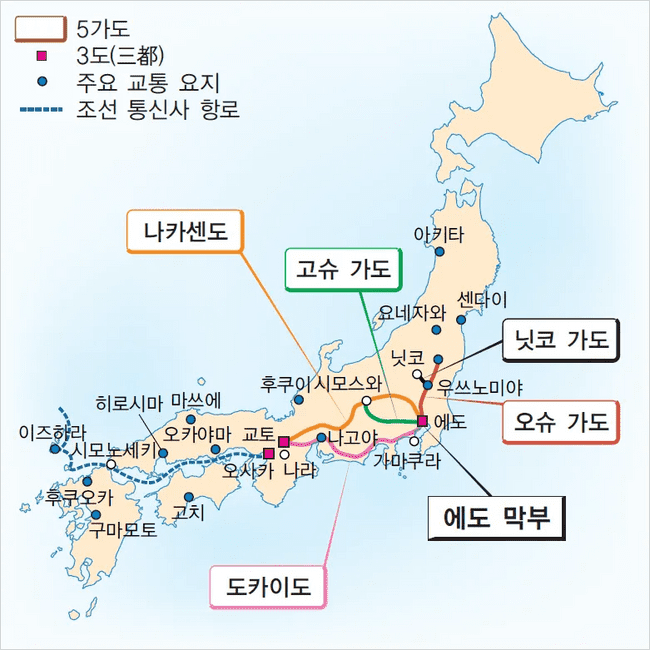 5가도
3도(三都)
주요 교통 요지
조선 통신사 항로
나카센도
아키타
고슈 가도
센다이
요네자와
닛코 가도
닛코
후쿠이
시모스와
우쓰노미야
히로시마
마쓰에
오슈 가도
이즈하라
오카야마
교토
나고야
에도
시모노세키
오사카
나라
가마쿠라
후쿠오카
고치
구마모토
에도 막부
도카이도